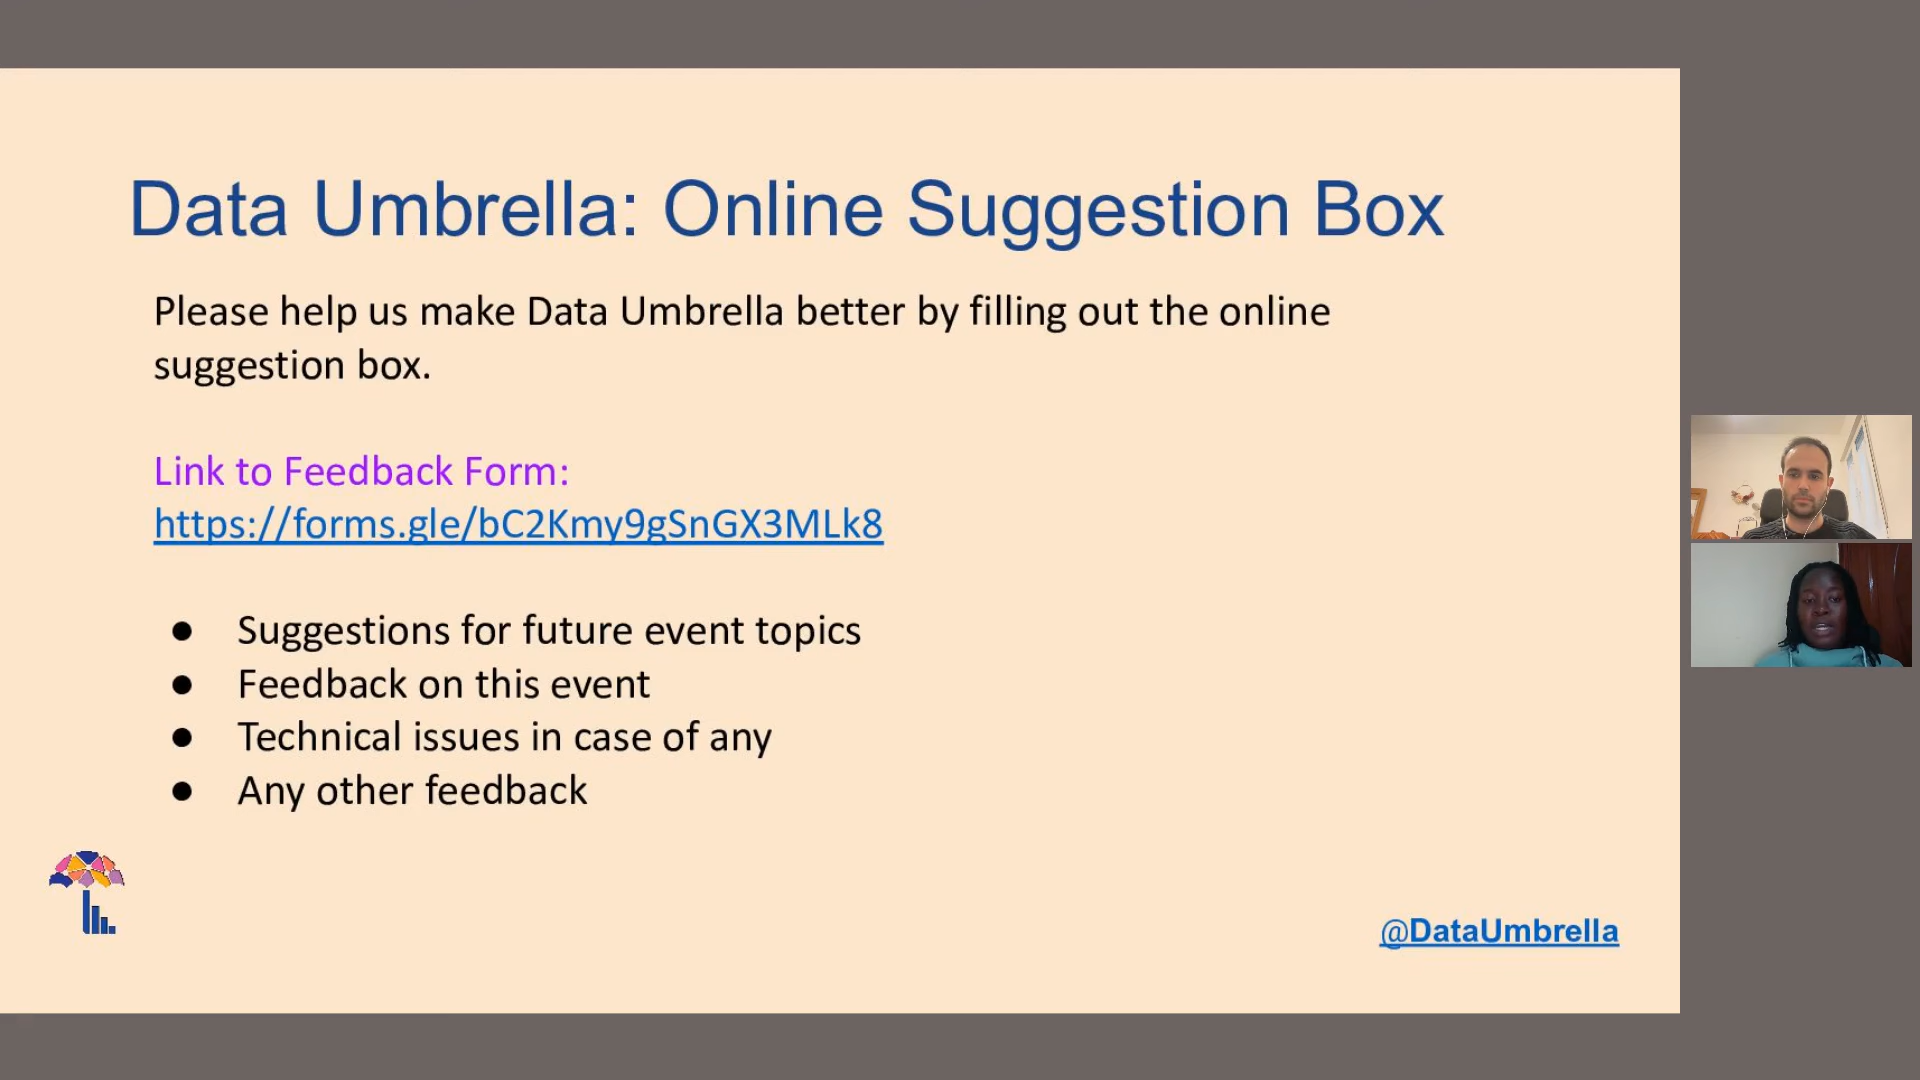 Data Umbrella: Online Suggestion Box
Please help us make Data Umbrella better by filling out the online
suggestion box.
Link to Feedback Form:
https://forms.gle/bC2Kmy9gSnGX3MLk8
● Suggestions for future event topics
● Feedback on this event
● Technical issues in case of any
● Any other feedback
@DataUmbrella